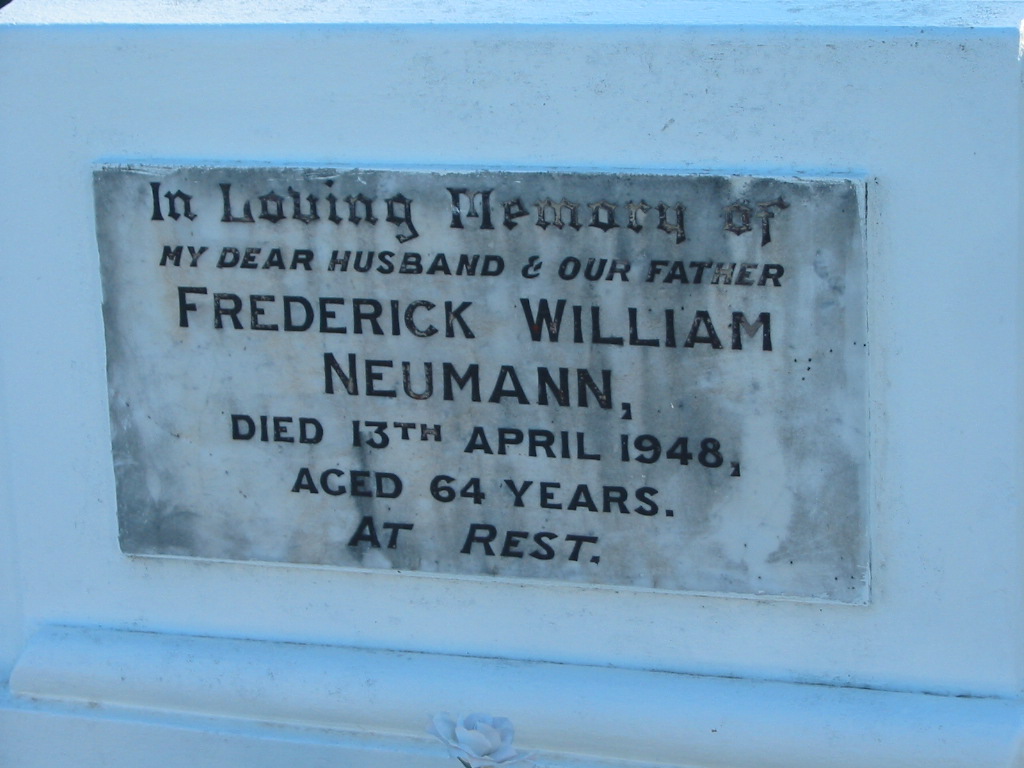 In Loving Memory of
MY DEAR HUSBAND & OUR FATHER
FREDERICK WILLIAM
NEUMANN,
DIED 13TH APRIL 1948,
AGED 64 YEARS.
AT REST.